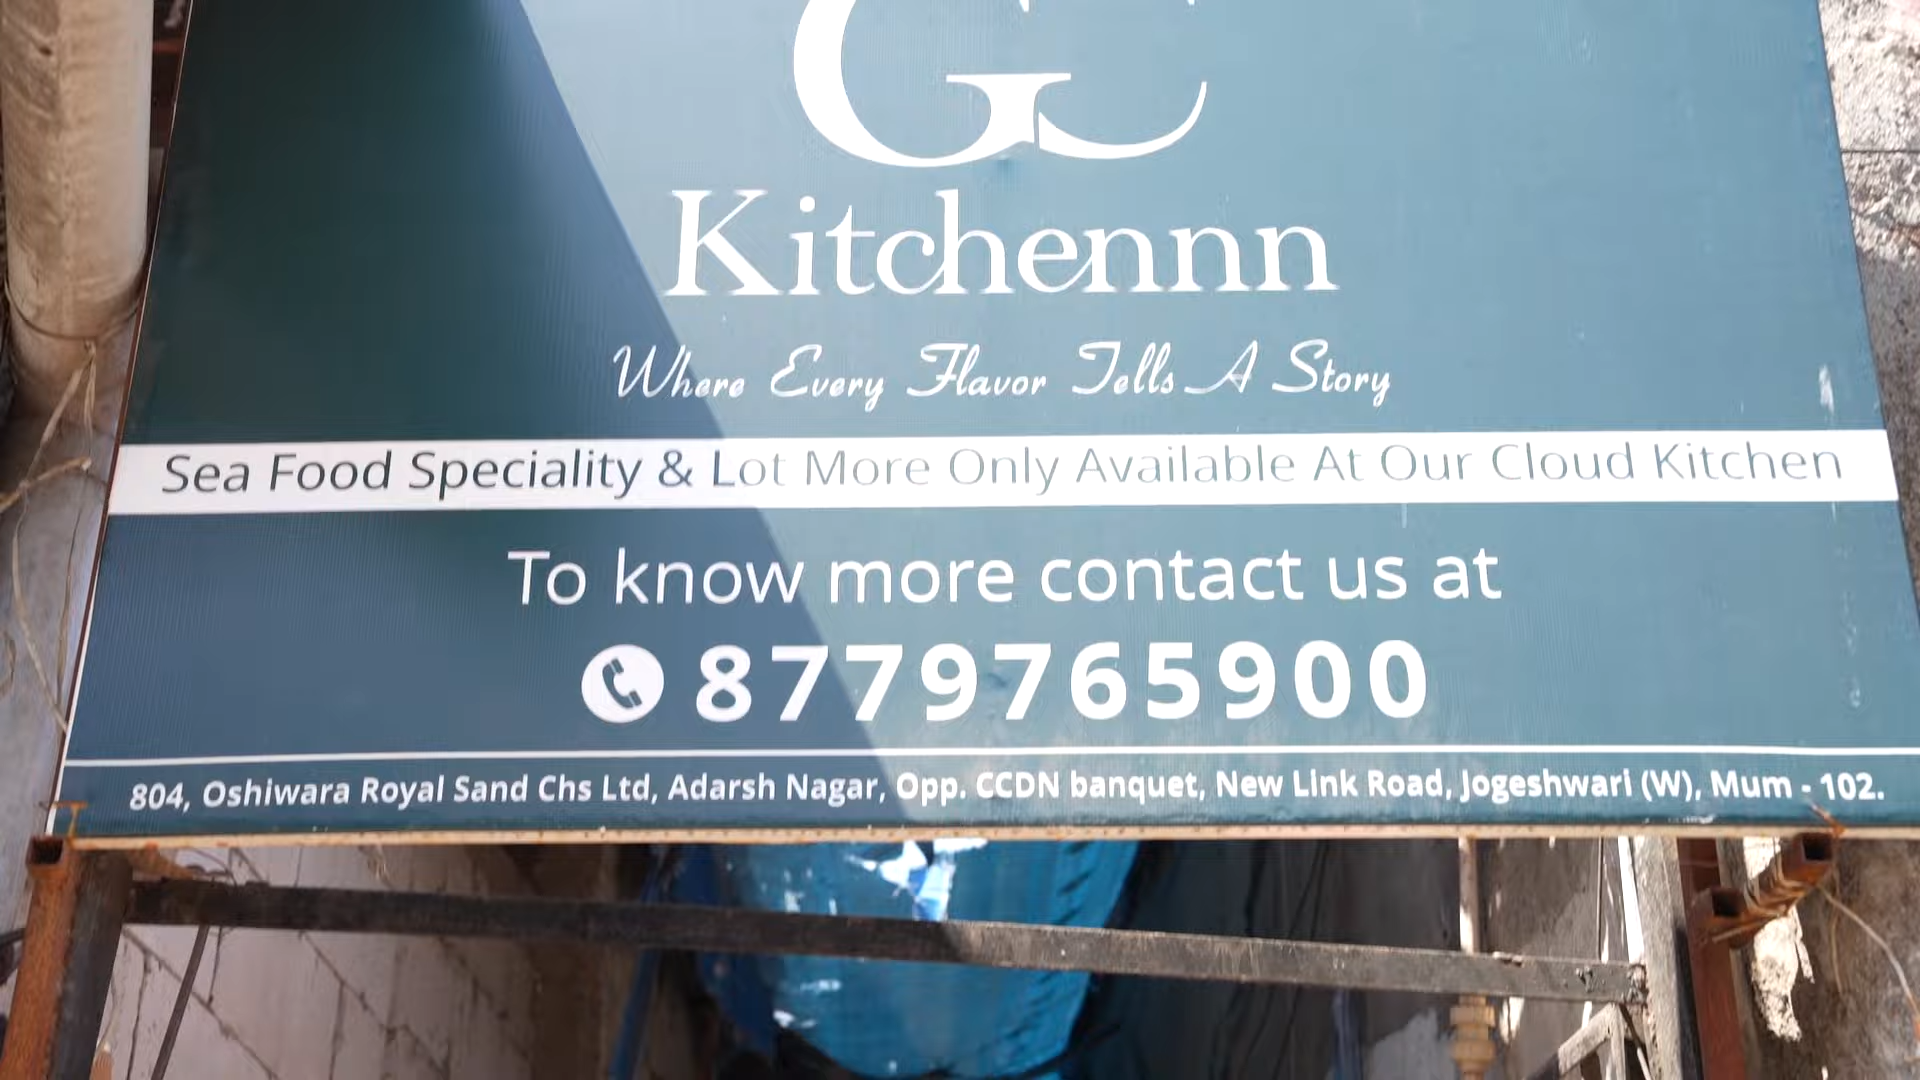 GC
Kitchennn
Where Every Flavor Tells A Story
Sea Food Speciality & Lot More Only Available At Our Cloud Kitchen
To know more contact us at
8779765900
804, Oshiwara Royal Sand Chs Ltd, Adarsh Nagar, Opp. CCDN banquet, New Link Road, Jogeshwari (W), Mum - 102.